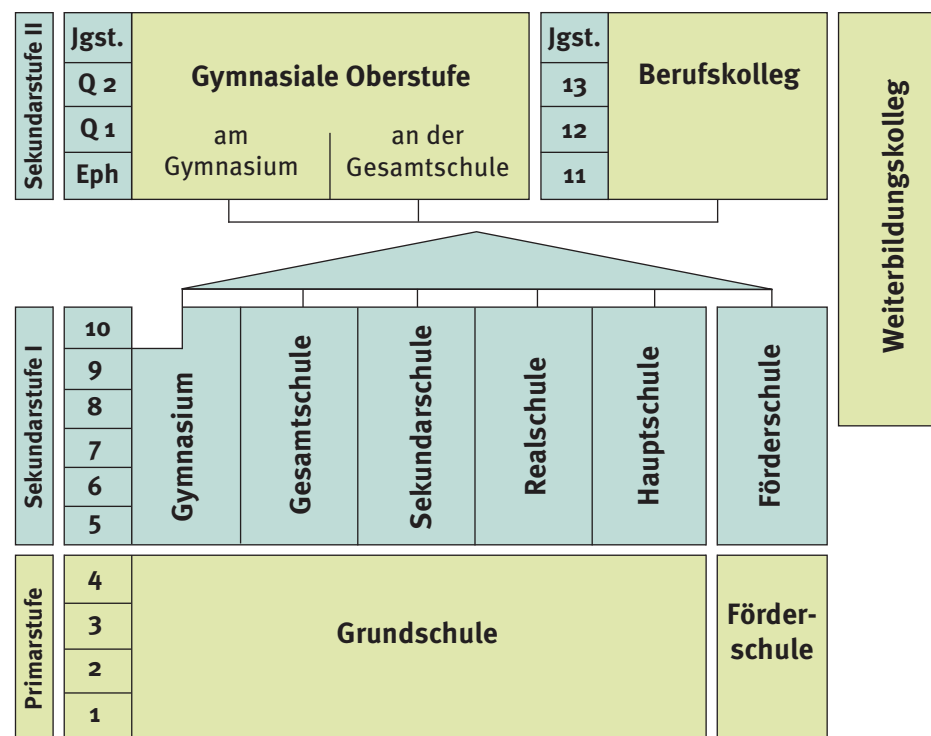 Sekundarstufe II
Jgst.
Q 2
Q 1
Eph
Gymnasiale Oberstufe
am
Gymnasium
an der
Gesamtschule
Jgst.
13
12
11
Berufskolleg
Weiterbildungskolleg
Sekundarstufe I
10
9
8
7
6
5
Gymnasium
Gesamtschule
Sekundarschule
Realschule
Hauptschule
Förderschule
Primarstufe
4
3
2
1
Grundschule
Förder-
schule